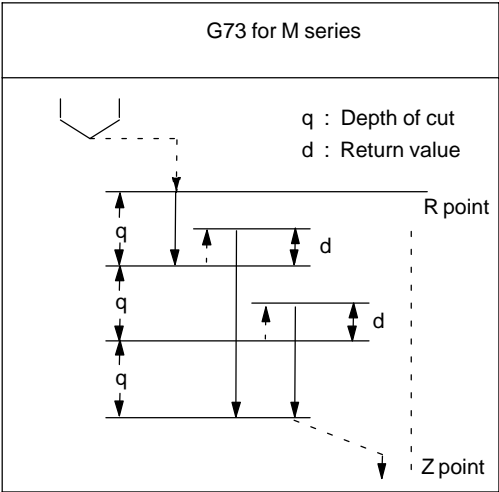 G73 for M series
q : Depth of cut
d : Return value
R point
q
d
q
d
q
Z point